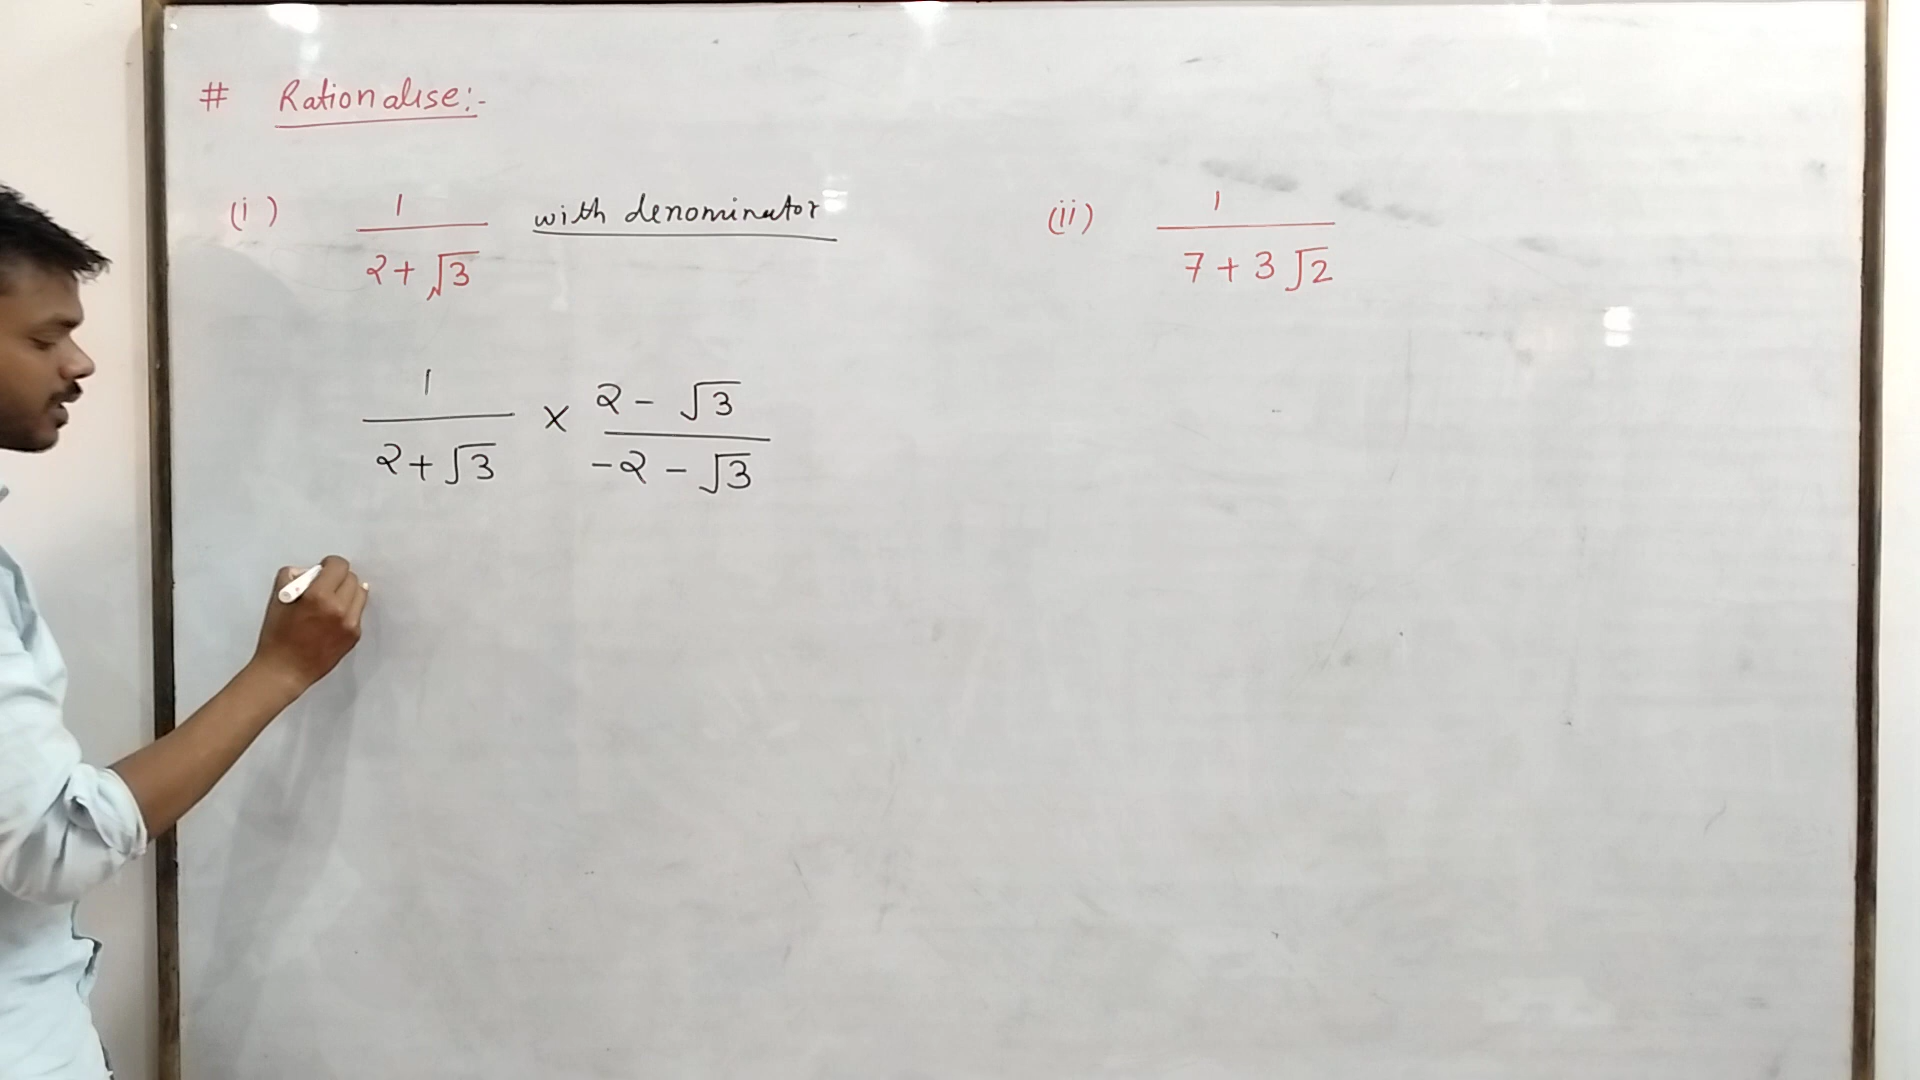 # Rationalise:-
(i) 1/(2+√3) with denominator
(ii) 1/(7+3√2)
1/(2+√3) × (2-√3)/(-2-√3)